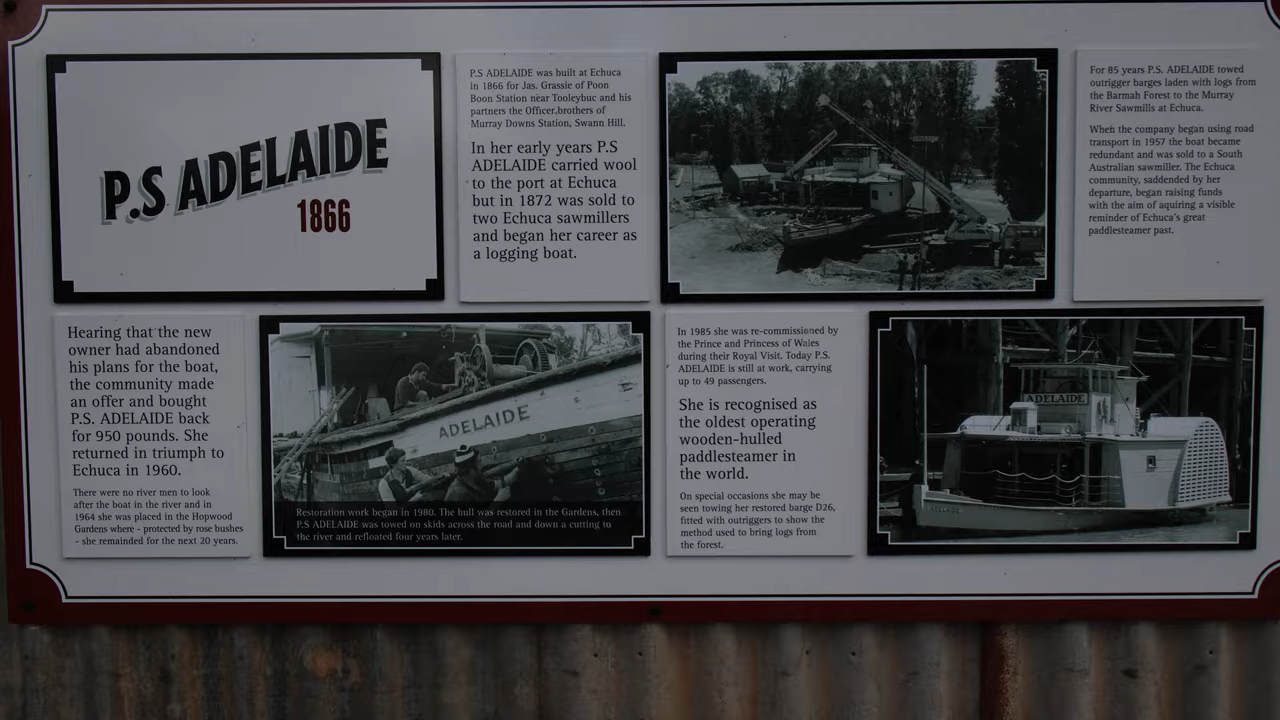 P.S ADELAIDE
1866
P.S ADELAIDE was built at Echuca
in 1866 for Jas. Grassie of Poon
Boon Station near Tooleybuc and his
partners the Officer,brothers of
Murray Downs Station, Swann Hill.
In her early years P.S
ADELAIDE carried wool
to the port at Echuca
but in 1872 was sold to
two Echuca sawmillers
and began her career as
a logging boat.
For 85 years P.S. ADELAIDE towed
outrigger barges laden with logs from
the Barmah Forest to the Murray
River Sawmills at Echuca.
When the company began using road
transport in 1957 the boat became
redundant and was sold to a South
Australian sawmiller. The Echuca
community, saddended by her
departure, began raising funds
with the aim of aquiring a visible
reminder of Echuca's great
paddlesteamer past.
Hearing that the new
owner had abandoned
his plans for the boat,
the community made
an offer and bought
P.S. ADELAIDE back
for 950 pounds. She
returned in triumph to
Echuca in 1960.
There were no river men to look
after the boat in the river and in
1964 she was placed in the Hopwood
Gardens where - protected by rose bushes
- she remained for the next 20 years.
ADELAIDE
Restoration work began in 1980. The hull was restored in the Gardens, then
P.S ADELAIDE was towed on skids across the road and down a cutting to
the river and refloated four years later.
In 1985 she was re-commissioned by
the Prince and Princess of Wales
during their Royal Visit. Today P.S.
ADELAIDE is still at work, carrying
up to 49 passengers.
She is recognised as
the oldest operating
wooden-hulled
paddlesteamer in
the world.
On special occasions she may be
seen towing her restored barge D26,
fitted with outriggers to show the
method used to bring logs from
the forest.
ADELAIDE
ADELAIDE